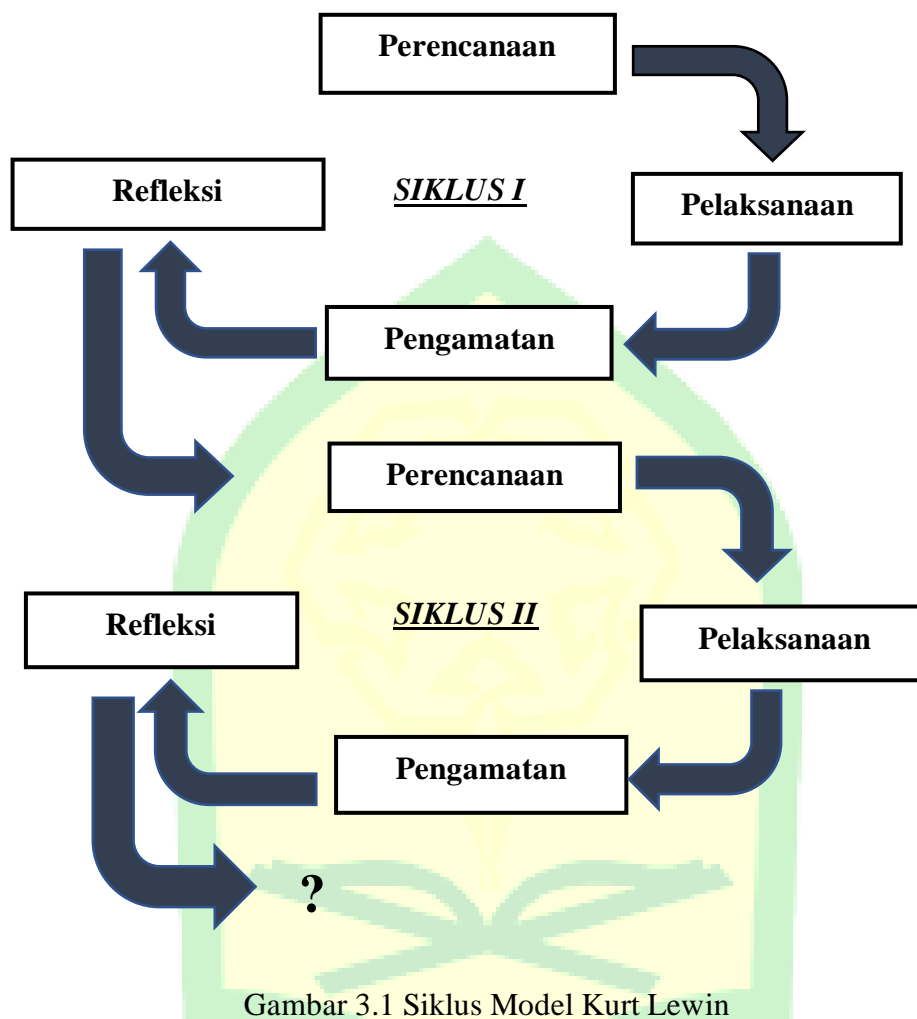 Perencanaan
Refleksi
SIKLUS I
Pelaksanaan
Pengamatan
Perencanaan
Refleksi
SIKLUS II
Pelaksanaan
Pengamatan
?
Gambar 3.1 Siklus Model Kurt Lewin